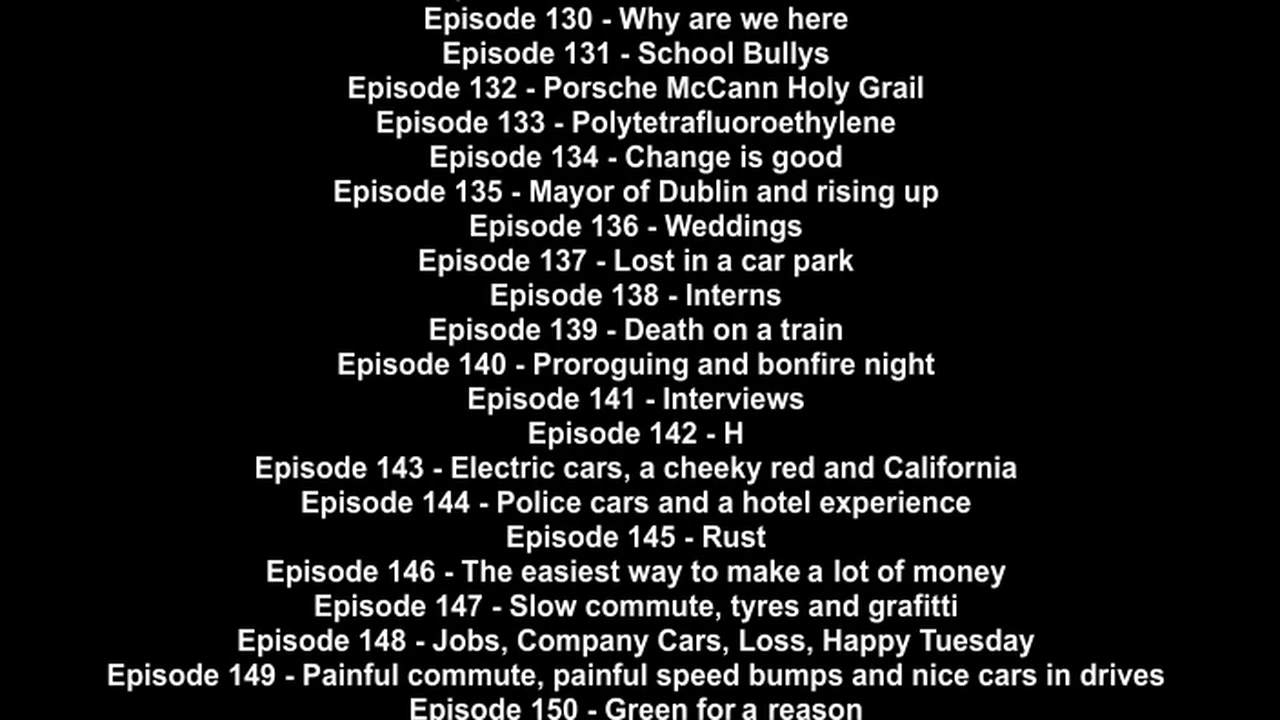 Episode 130 - Why are we here
Episode 131 - School Bullys
Episode 132 - Porsche McCann Holy Grail
Episode 133 - Polytetrafluoroethylene
Episode 134 - Change is good
Episode 135 - Mayor of Dublin and rising up
Episode 136 - Weddings
Episode 137 - Lost in a car park
Episode 138 - Interns
Episode 139 - Death on a train
Episode 140 - Proroguing and bonfire night
Episode 141 - Interviews
Episode 142 - H
Episode 143 - Electric cars, a cheeky red and California
Episode 144 - Police cars and a hotel experience
Episode 145 - Rust
Episode 146 - The easiest way to make a lot of money
Episode 147 - Slow commute, tyres and grafitti
Episode 148 - Jobs, Company Cars, Loss, Happy Tuesday
Episode 149 - Painful commute, painful speed bumps and nice cars in drives
Episode 150 - Green for a reason